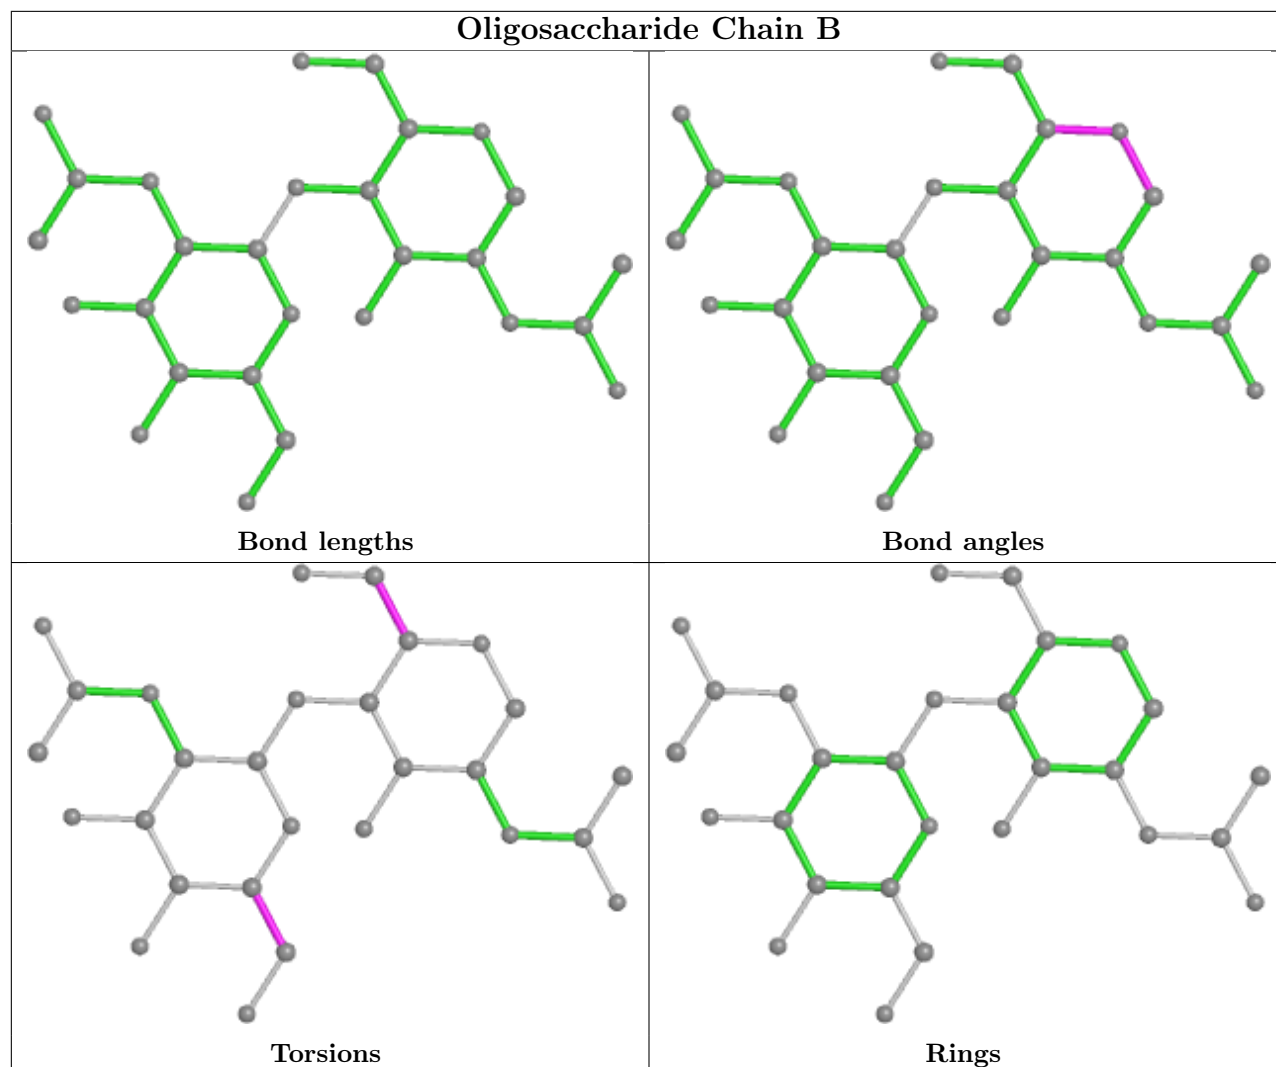 Oligosaccharide Chain B
Bond lengths
Bond angles
Torsions
Rings